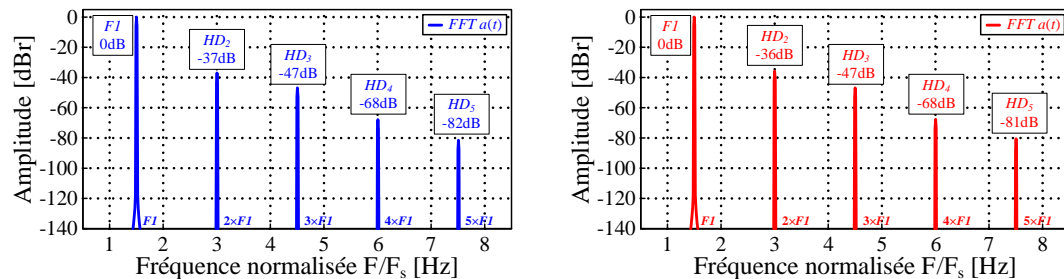 0
-20
-40
-60
-80
-100
-120
-140
Amplitude [dBr]
F1
0dB
HD2
-37dB
HD3
-47dB
HD4
-68dB
HD5
-82dB
FFT a(t)
F1
2×F1
3×F1
4×F1
5×F1
1 2 3 4 5 6 7 8
Fréquence normalisée F/Fs [Hz]
0
-20
-40
-60
-80
-100
-120
-140
Amplitude [dBr]
F1
0dB
HD2
-36dB
HD3
-47dB
HD4
-68dB
HD5
-81dB
FFT a(t)
F1
2×F1
3×F1
4×F1
5×F1
1 2 3 4 5 6 7 8
Fréquence normalisée F/Fs [Hz]